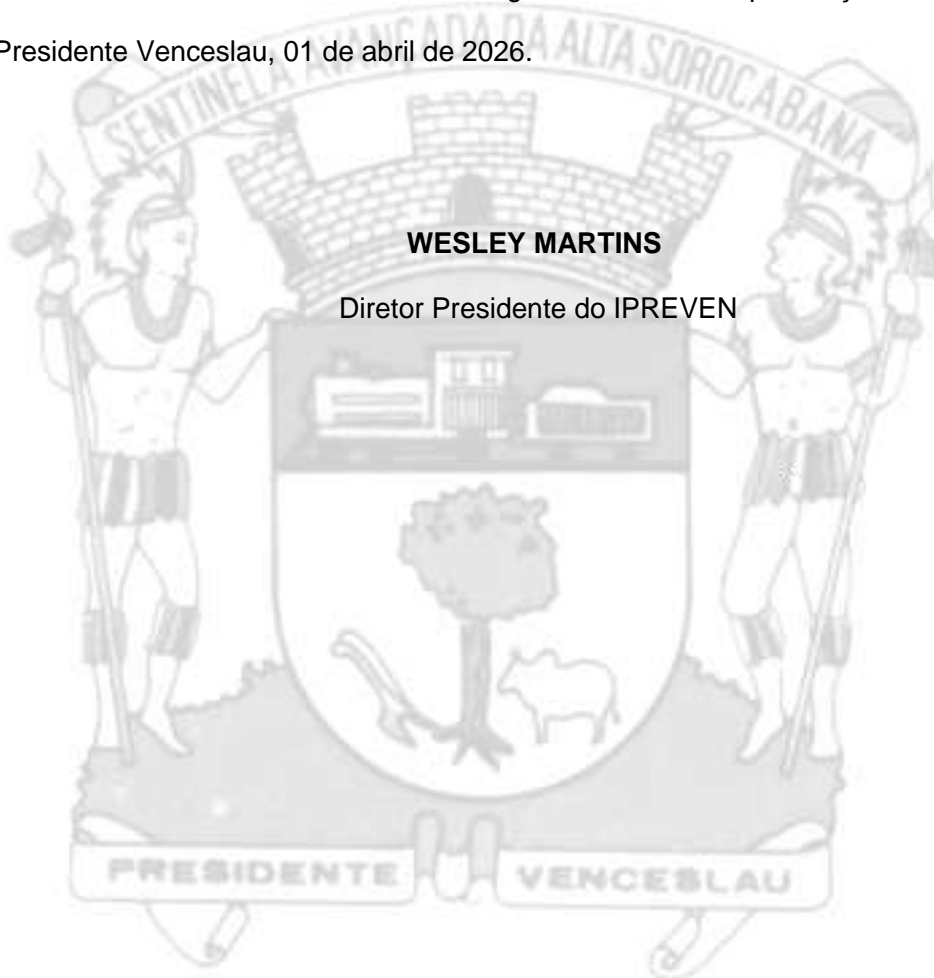 Presidente Venceslau, 01 de abril de 2026.
SENTINELA AVANÇADA DA ALTA SOROCABANA
WESLEY MARTINS
Diretor Presidente do IPREVEN
PRESIDENTE VENCESLAU